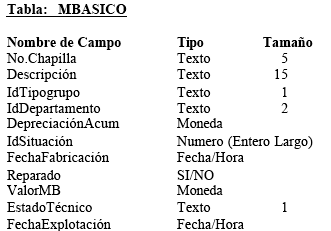 Tabla: MBASICO
Nombre de Campo Tipo Tamaño
No.Chapilla Texto 5
Descripción Texto 15
IdTipogrupo Texto 1
IdDepartamento Texto 2
DepreciaciónAcum Moneda
IdSituación Numero (Entero Largo)
FechaFabricación Fecha/Hora
Reparado SI/NO
ValorMB Moneda
EstadoTécnico Texto 1
FechaExplotación Fecha/Hora